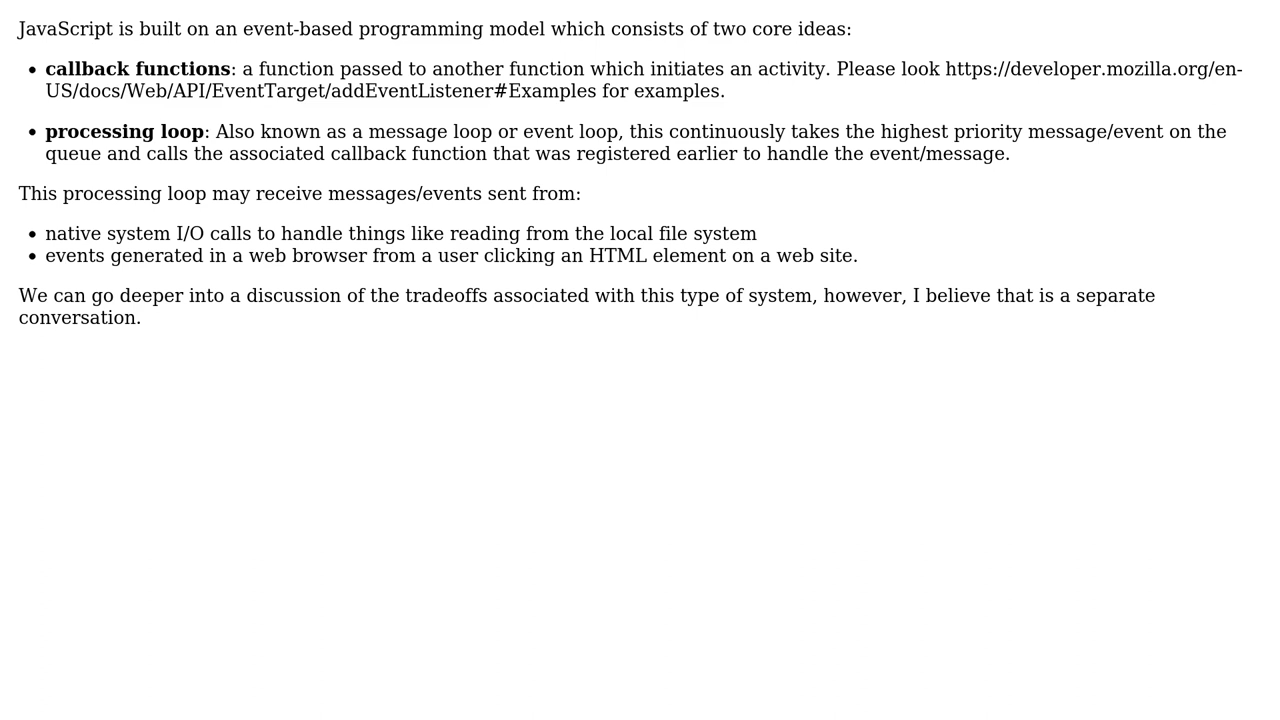 JavaScript is built on an event-based programming model which consists of two core ideas:
• callback functions: a function passed to another function which initiates an activity. Please look https://developer.mozilla.org/en-
US/docs/Web/API/EventTarget/addEventListener#Examples for examples.
• processing loop: Also known as a message loop or event loop, this continuously takes the highest priority message/event on the
queue and calls the associated callback function that was registered earlier to handle the event/message.
This processing loop may receive messages/events sent from:
• native system I/O calls to handle things like reading from the local file system
• events generated in a web browser from a user clicking an HTML element on a web site.
We can go deeper into a discussion of the tradeoffs associated with this type of system, however, I believe that is a separate
conversation.